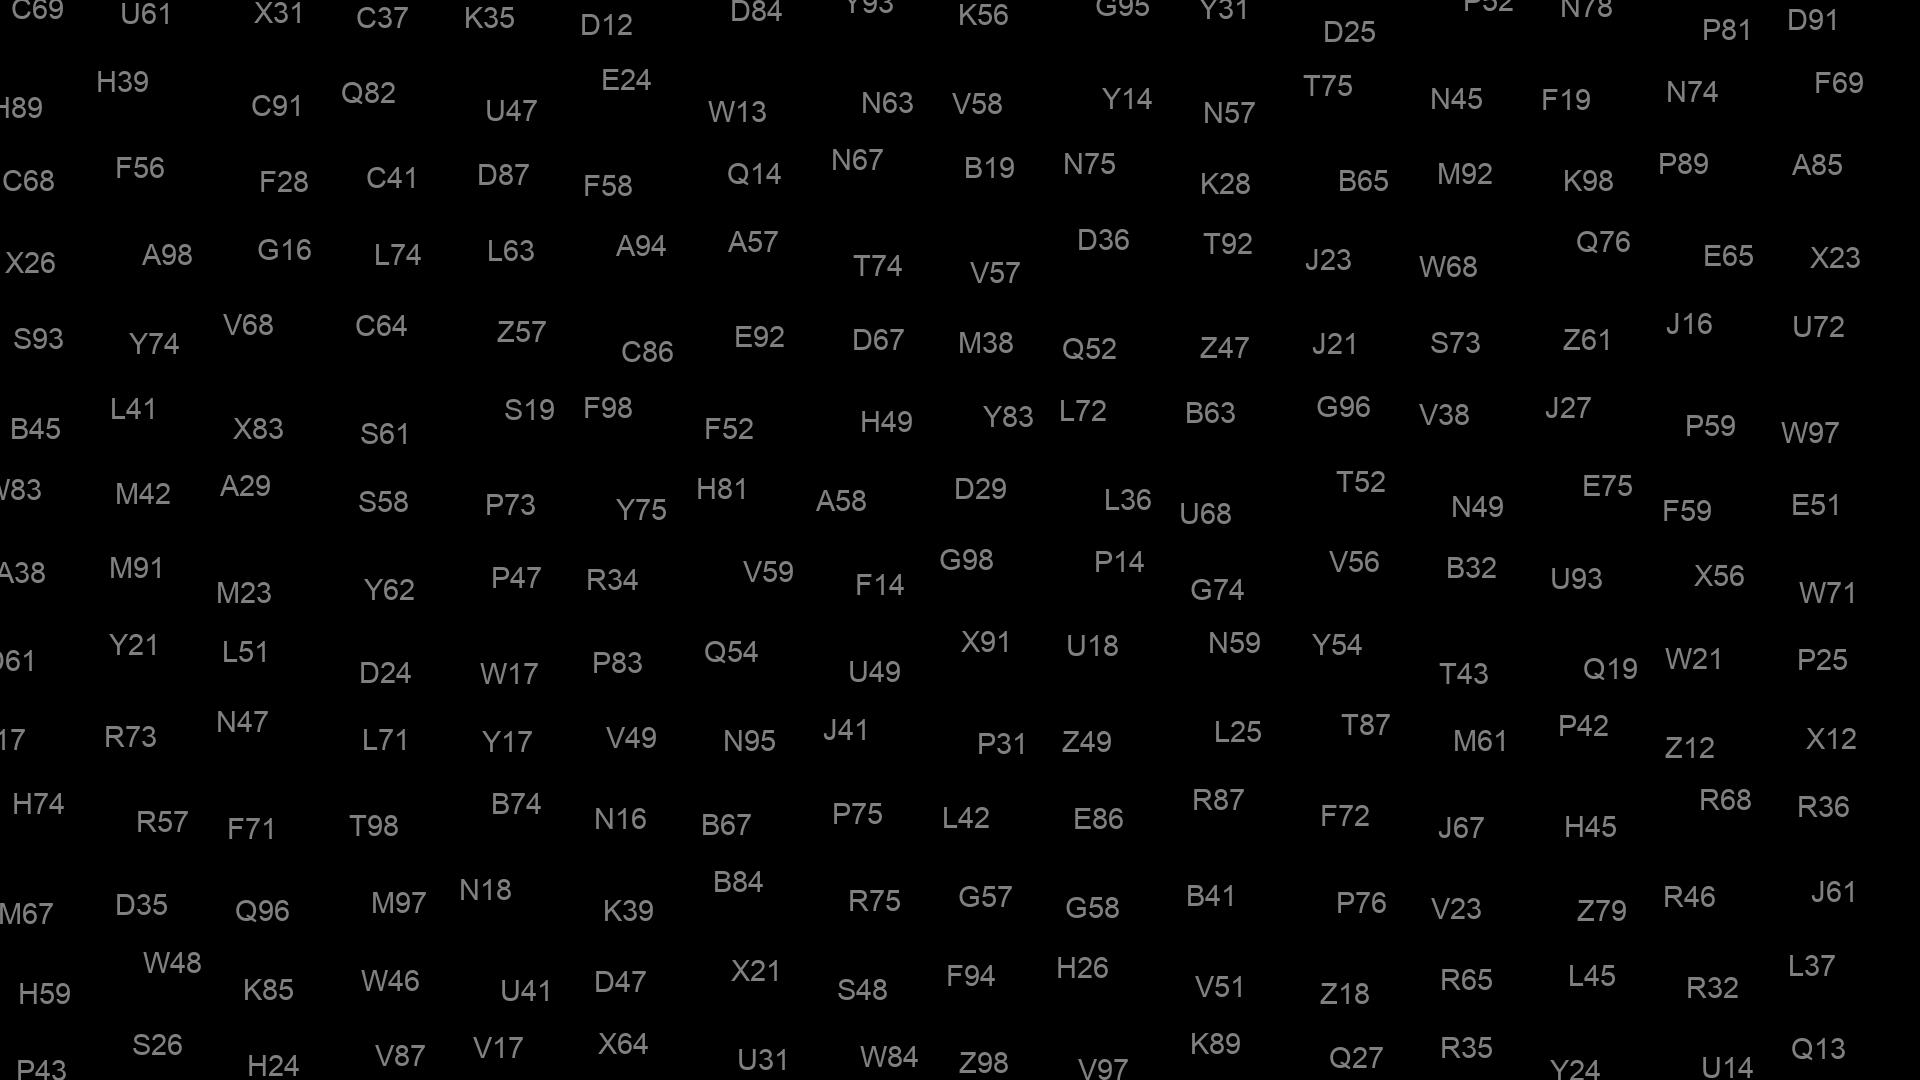 C69 U61 X31 C37 K35 D12 D84 Y93 K56 G95 Y31 D25 P52 N78 P81 D91
H89 H39 C91 Q82 U47 E24 W13 N63 V58 Y14 N57 T75 N45 F19 N74 F69
C68 F56 F28 C41 D87 F58 Q14 N67 B19 N75 K28 B65 M92 K98 P89 A85
X26 A98 G16 L74 L63 A94 A57 T74 V57 D36 T92 J23 W68 Q76 E65 X23
S93 Y74 V68 C64 Z57 C86 E92 D67 M38 Q52 Z47 J21 S73 Z61 J16 U72
B45 L41 X83 S61 S19 F98 F52 H49 Y83 L72 B63 G96 V38 J27 P59 W97
W83 M42 A29 S58 P73 Y75 H81 A58 D29 L36 U68 T52 N49 E75 F59 E51
A38 M91 M23 Y62 P47 R34 V59 F14 G98 P14 G74 V56 B32 U93 X56 W71
Y21 L51 D24 W17 P83 Q54 U49 X91 U18 N59 Y54 T43 Q19 W21 P25
R73 N47 L71 Y17 V49 N95 J41 P31 Z49 L25 T87 M61 P42 Z12 X12
H74 R57 F71 T98 B74 N16 B67 P75 L42 E86 R87 F72 J67 H45 R68 R36
M67 D35 Q96 M97 N18 K39 B84 R75 G57 G58 B41 P76 V23 Z79 R46 J61
H59 W48 K85 W46 U41 D47 X21 S48 F94 H26 V51 Z18 R65 L45 R32 L37
P43 S26 H24 V87 V17 X64 U31 W84 Z98 V97 K89 Q27 R35 Y24 U14 Q13